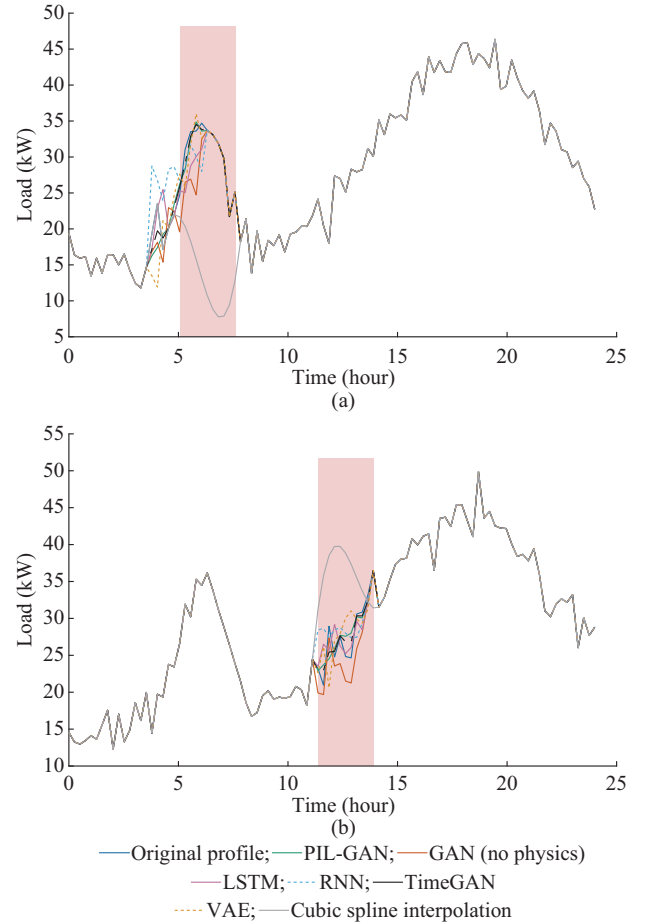 50
45
40
35
30
25
20
15
10
5
Load (kW)
0 5 10 15 20 25
Time (hour)
(a)
55
50
45
40
35
30
25
20
15
10
Load (kW)
0 5 10 15 20 25
Time (hour)
(b)
Original profile; PIL-GAN; GAN (no physics)
LSTM; RNN; TimeGAN
VAE; Cubic spline interpolation